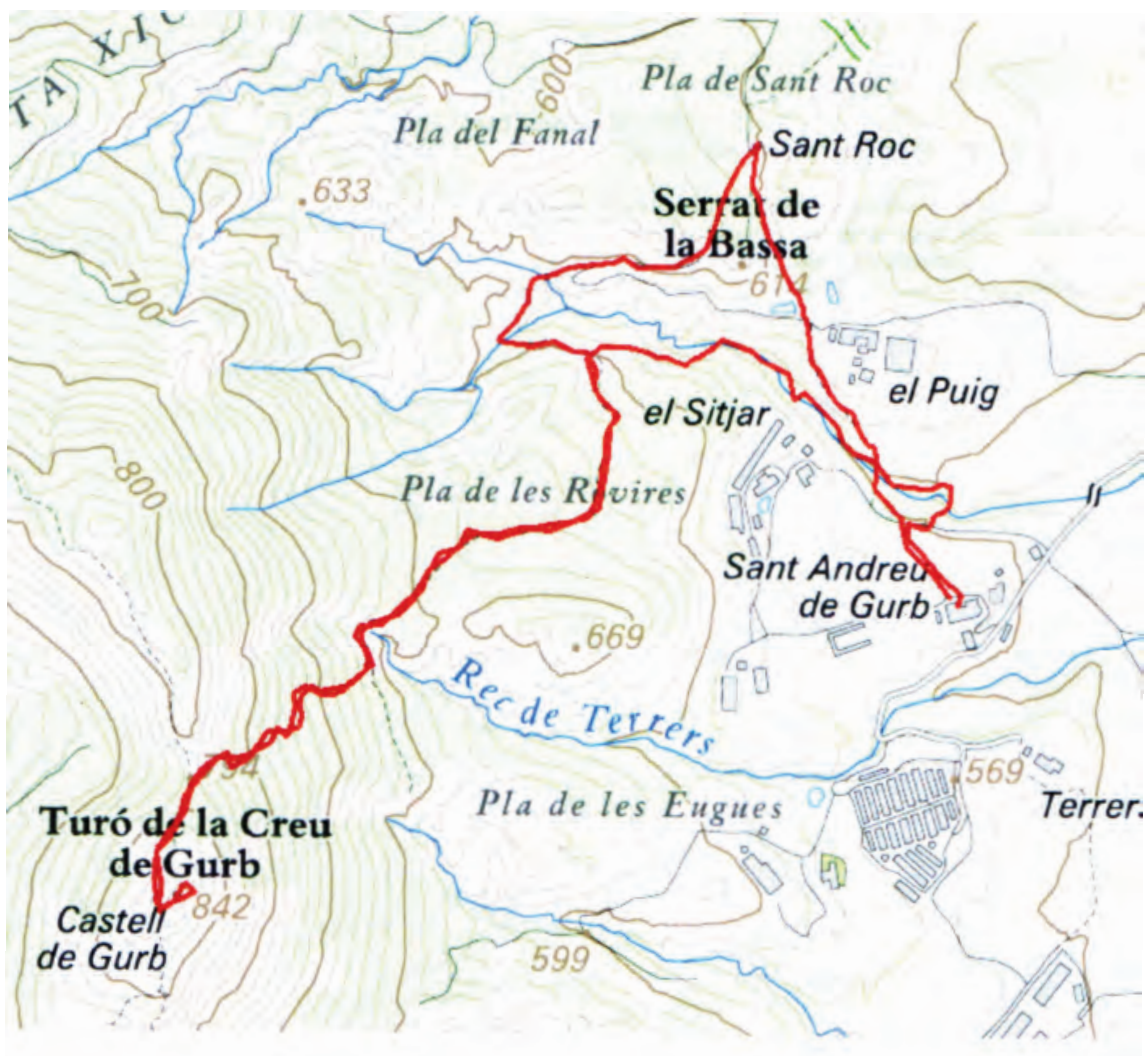 TA XIC
600
Pla de Sant Roc
Pla del Fanal
Sant Roc
633
Serrat de
la Bassa
614
700
el Puig
el Sitjar
800
Pla de les Rovires
Sant Andreu
de Gurb
669
Rec de Terrers
794
569
Pla de les Eugues
Terrer.
Turó de la Creu
de Gurb
842
Castell
de Gurb
599